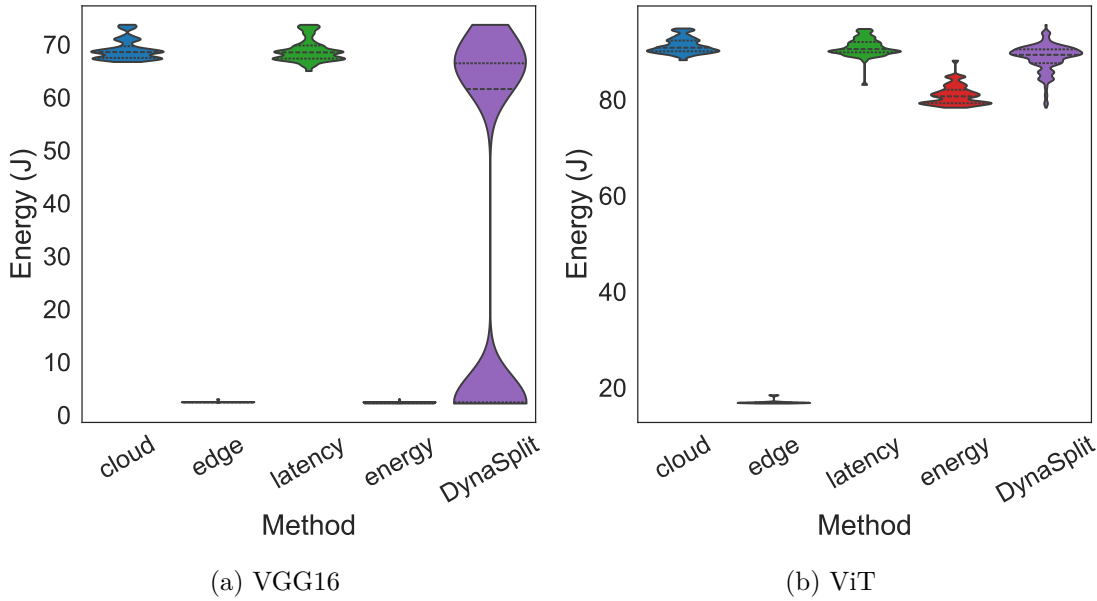 Energy (J)
70
60
50
40
30
20
10
0
cloud
edge
latency
energy
DynaSplit
Method
(a) VGG16
Energy (J)
80
60
40
20
cloud
edge
latency
energy
DynaSplit
Method
(b) ViT